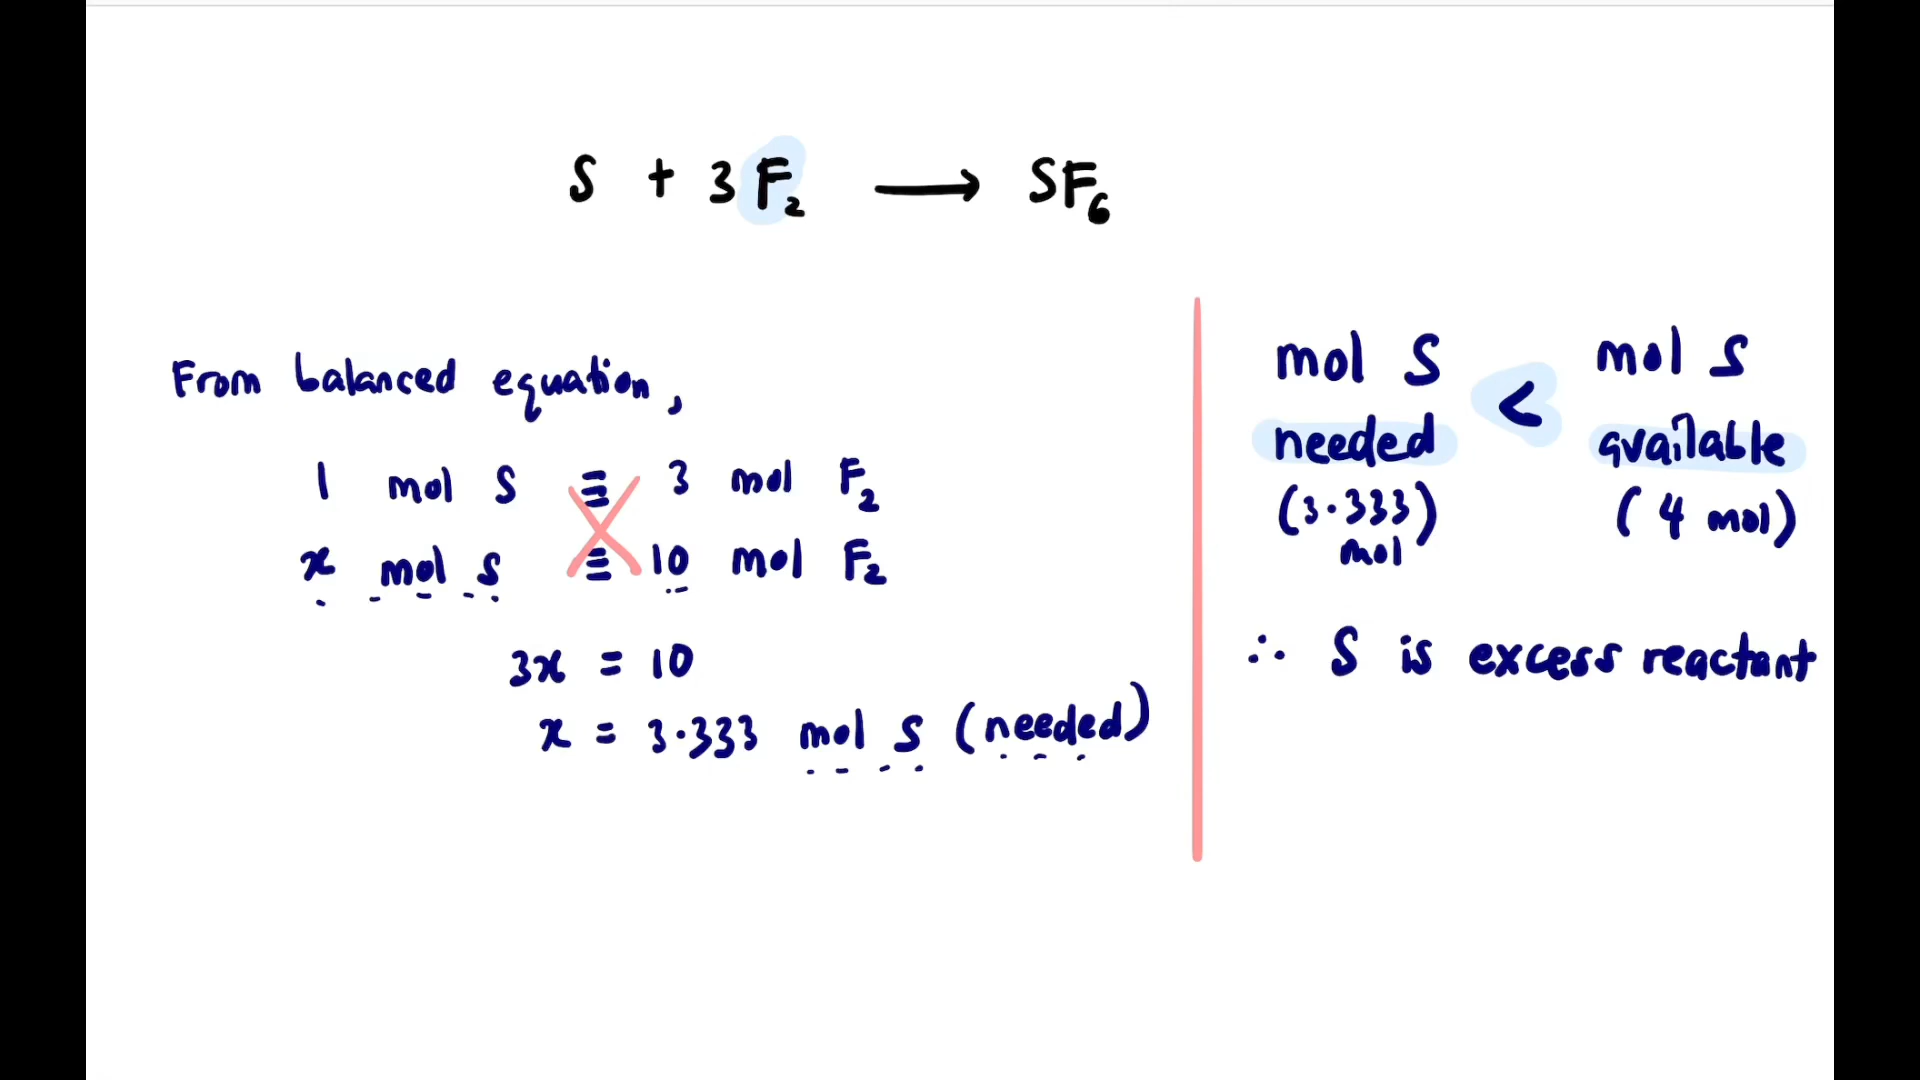 S + 3F₂ ⟶ SF₆
From balanced equation,
1 mol S ≡ 3 mol F₂
x mol S ≡ 10 mol F₂
3x = 10
x = 3.333 mol S (needed)
mol S < mol S
needed available
(3.333) (4 mol)
mol
∴ S is excess reactant